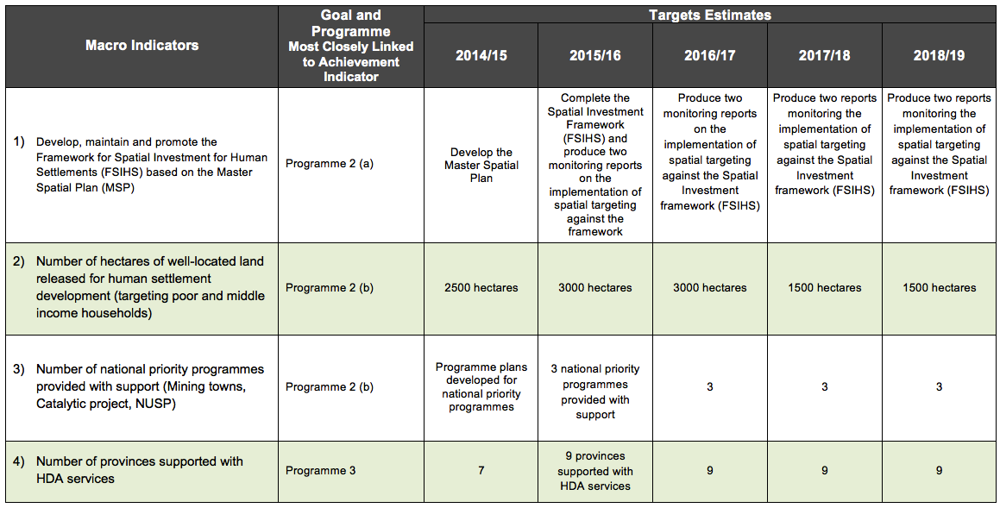 Macro Indicators
Goal and
Programme
Most Closely Linked
to Achievement
Indicator
Targets Estimates
2014/15
2015/16
2016/17
2017/18
2018/19
1) Develop, maintain and promote the
Framework for Spatial Investment for Human
Settlements (FSIHS) based on the Master
Spatial Plan (MSP)
Programme 2 (a)
Develop the
Master Spatial
Plan
Complete the
Spatial Investment
Framework
(FSIHS) and
produce two
monitoring reports
on the
implementation of
spatial targeting
against the
framework
Produce two
monitoring reports
on the
implementation of
spatial targeting
against the Spatial
Investment
framework (FSIHS)
Produce two reports
monitoring the
implementation of
spatial targeting
against the Spatial
Investment
framework (FSIHS)
Produce two reports
monitoring the
implementation of
spatial targeting
against the Spatial
Investment
framework (FSIHS)
2) Number of hectares of well-located land
released for human settlement
development (targeting poor and middle
income households)
Programme 2 (b)
2500 hectares
3000 hectares
3000 hectares
1500 hectares
1500 hectares
3) Number of national priority programmes
provided with support (Mining towns,
Catalytic project, NUSP)
Programme 2 (b)
Programme plans
developed for
national priority
programmes
3 national priority
programmes
provided with
support
3
3
3
4) Number of provinces supported with
HDA services
Programme 3
7
9 provinces
supported with
HDA services
9
9
9